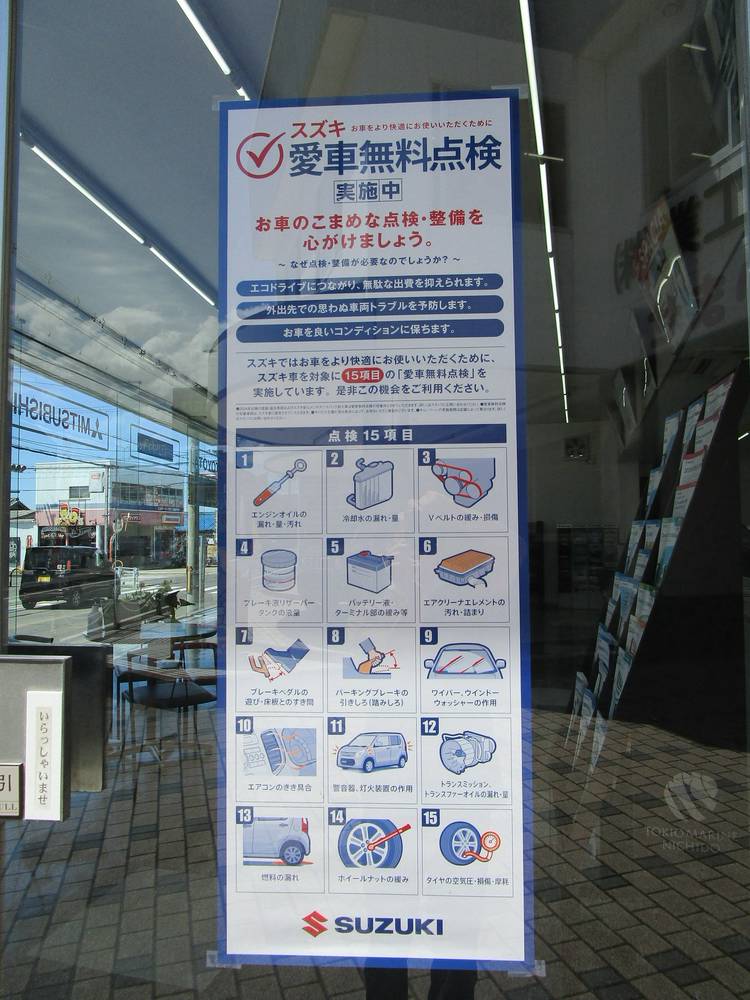 スズキ
お車をより快適にお使いいただくために
愛車無料点検
実施中
お車のこまめな点検・整備を
心がけましょう。
～ なぜ点検・整備が必要なのでしょうか? ～
エコドライブにつながり、無駄な出費を抑えられます。
外出先での思わぬ車両トラブルを予防します。
お車を良いコンディションに保ちます。
スズキではお車をより快適にお使いいただくために、
スズキ車を対象に15項目の「愛車無料点検」を
実施しています。是非この機会をご利用ください。
点検15項目
1
エンジンオイルの
漏れ・量・汚れ
2
冷却水の漏れ・量
3
Vベルトの緩み・損傷
4
ブレーキ液リザーバー
タンクの液量
5
バッテリー液・
ターミナル部の緩み等
6
エアクリーナエレメントの
汚れ・詰まり
7
ブレーキペダルの
遊び・床板とのすき間
8
パーキングブレーキの
引きしろ(踏みしろ)
9
ワイパー、ウインドー
ウォッシャーの作用
10
エアコンのきき具合
11
警音器、灯火装置の作用
12
トランスミッション、
トランスファーオイルの漏れ・量
13
燃料の漏れ
14
ホイールナットの緩み
15
タイヤの空気圧・損傷・摩耗
SUZUKI
MITSUBISHI
いらっしゃいませ
引
TOKIO MARINE
NICHIDO